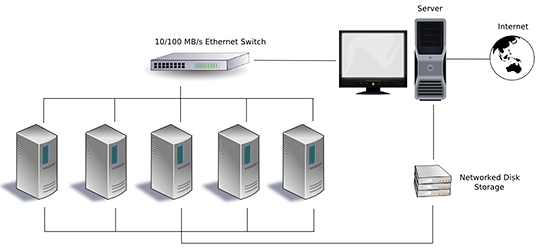 Server
Internet
10/100 MB/s Ethernet Switch
Networked Disk
Storage